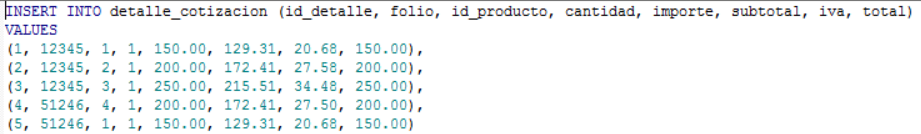 INSERT INTO detalle_cotizacion (id_detalle, folio, id_producto, cantidad, importe, subtotal, iva, total)
VALUES
(1, 12345, 1, 1, 150.00, 129.31, 20.68, 150.00),
(2, 12345, 2, 1, 200.00, 172.41, 27.58, 200.00),
(3, 12345, 3, 1, 250.00, 215.51, 34.48, 250.00),
(4, 51246, 4, 1, 200.00, 172.41, 27.50, 200.00),
(5, 51246, 1, 1, 150.00, 129.31, 20.68, 150.00)